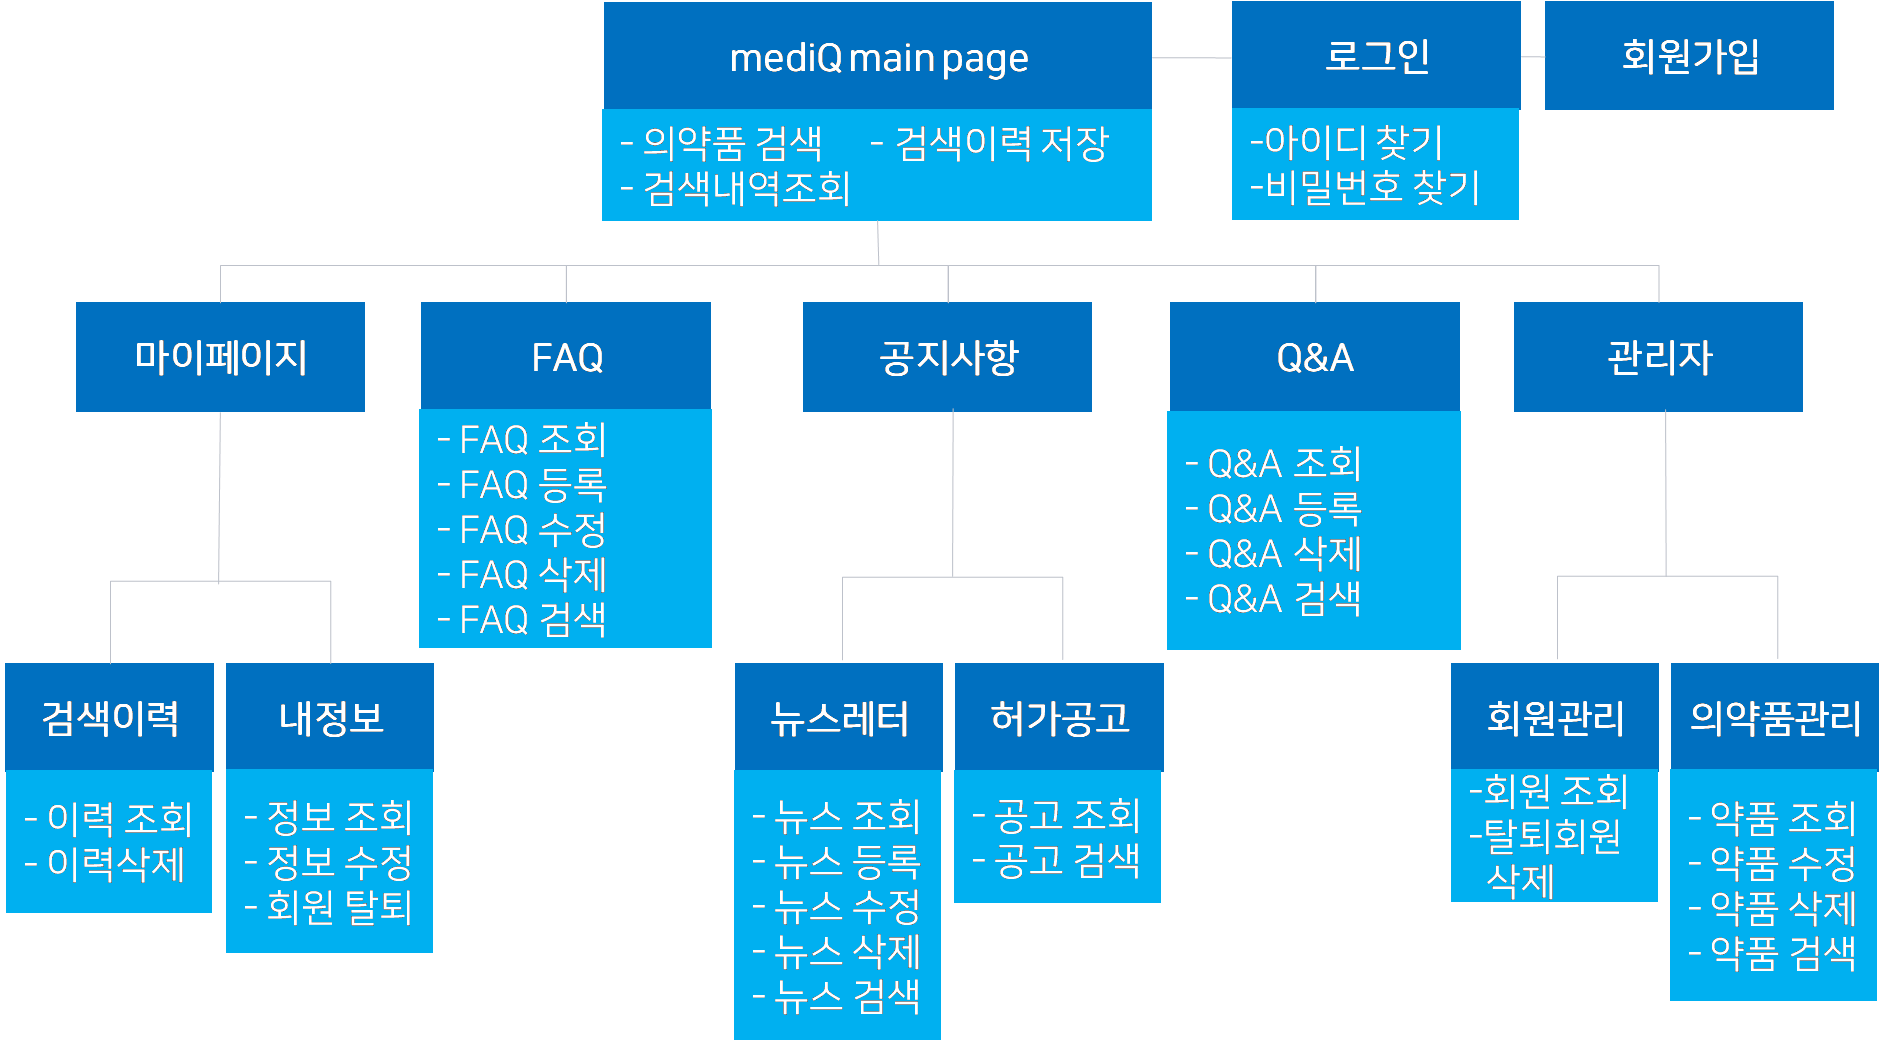 mediQ main page
- 의약품 검색 - 검색이력 저장
- 검색내역조회
로그인
-아이디 찾기
-비밀번호 찾기
회원가입
마이페이지
FAQ
- FAQ 조회
- FAQ 등록
- FAQ 수정
- FAQ 삭제
- FAQ 검색
공지사항
Q&A
- Q&A 조회
- Q&A 등록
- Q&A 삭제
- Q&A 검색
관리자
검색이력
- 이력 조회
- 이력삭제
내정보
- 정보 조회
- 정보 수정
- 회원 탈퇴
뉴스레터
- 뉴스 조회
- 뉴스 등록
- 뉴스 수정
- 뉴스 삭제
- 뉴스 검색
허가공고
- 공고 조회
- 공고 검색
회원관리
-회원 조회
-탈퇴회원
삭제
의약품관리
- 약품 조회
- 약품 수정
- 약품 삭제
- 약품 검색